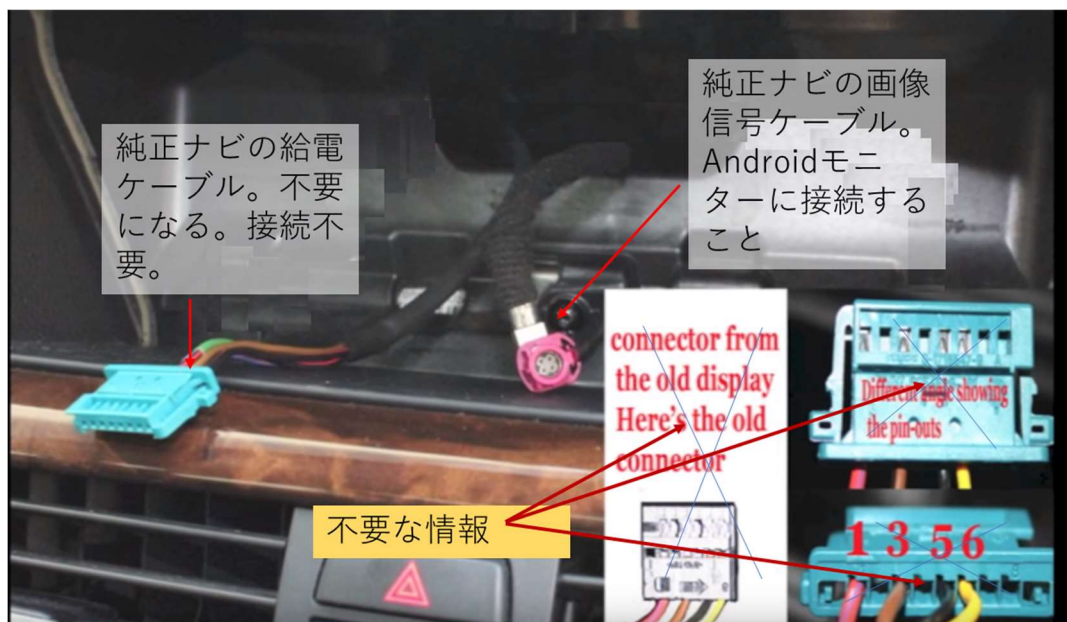 純正ナビの給電
ケーブル。不要
になる。接続不
要。
純正ナビの画像
信号ケーブル。
Androidモニ
ターに接続する
こと
connector from
the old display
Here's the old
connector
Different angle showing
the pin-outs
不要な情報
1 3 5 6